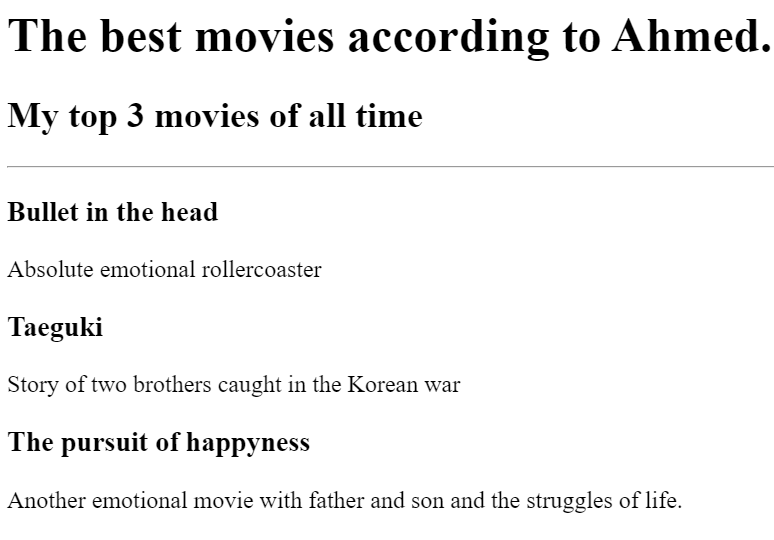 The best movies according to Ahmed.
My top 3 movies of all time
Bullet in the head
Absolute emotional rollercoaster
Taeguki
Story of two brothers caught in the Korean war
The pursuit of happyness
Another emotional movie with father and son and the struggles of life.